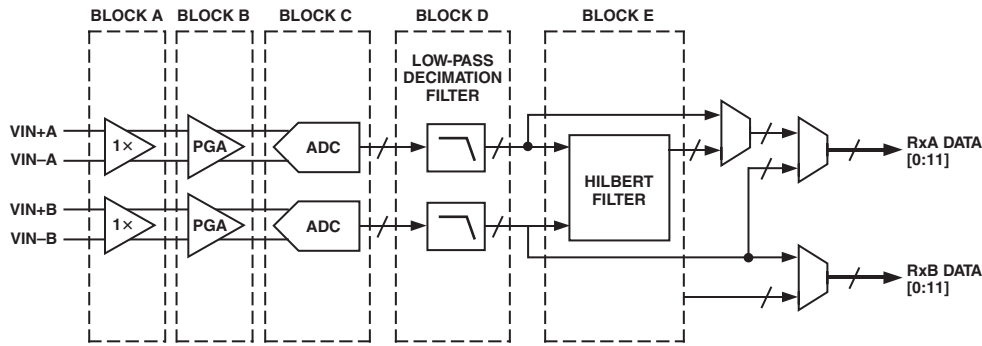 BLOCK A
BLOCK B
BLOCK C
BLOCK D
BLOCK E
LOW-PASS
DECIMATION
FILTER
VIN+A
VIN–A
1×
PGA
ADC
HILBERT
FILTER
RxA DATA
[0:11]
VIN+B
VIN–B
1×
PGA
ADC
RxB DATA
[0:11]